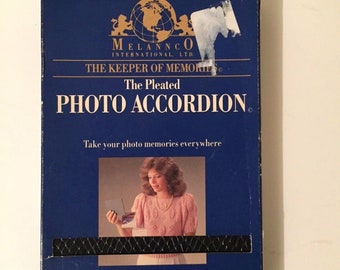 MELANNCO
INTERNATIONAL, LTD.
THE KEEPER OF MEMORIES©
The Pleated
PHOTO ACCORDION©
Take your photo memories everywhere